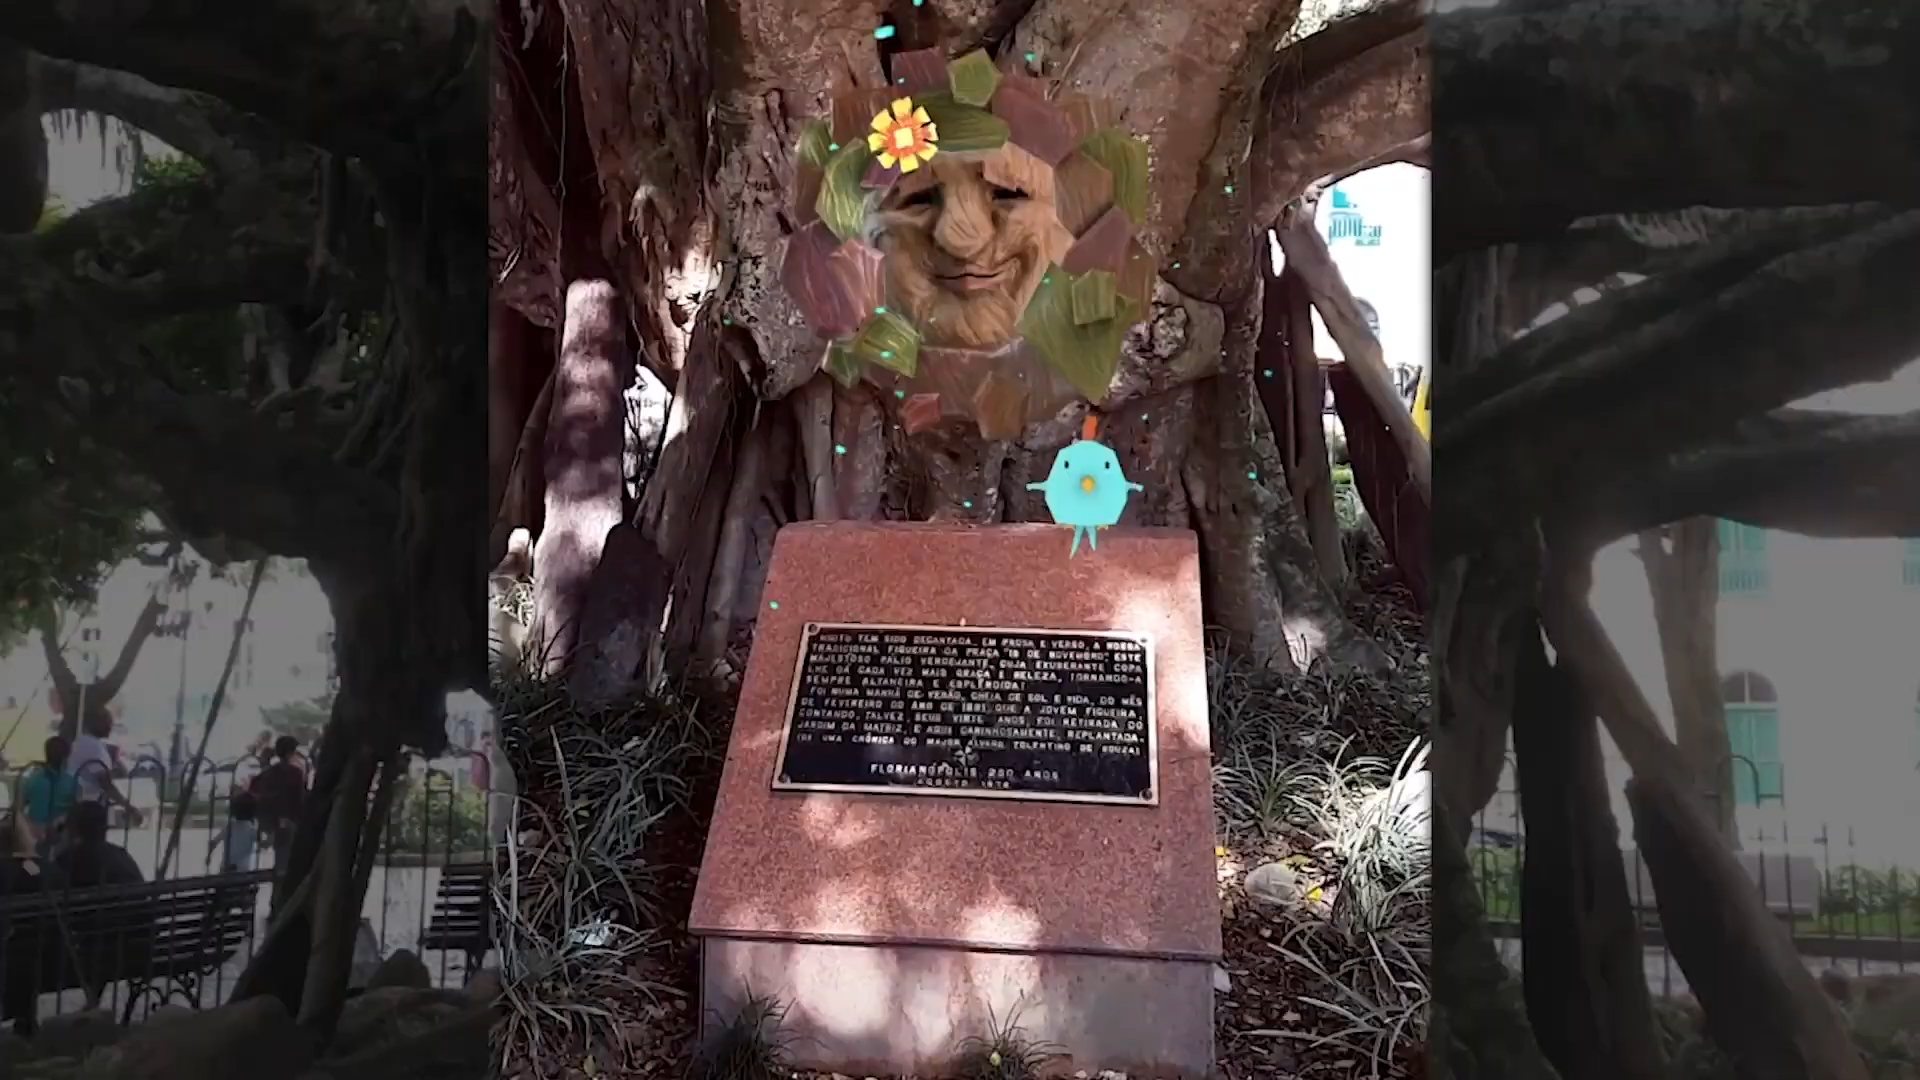 MUITO TEM SIDO DECANTADA, EM PROSA E VERSO, A NOSSA
TRADICIONAL FIGUEIRA DA PRAÇA "15 DE NOVEMBRO" ESTE
MAJESTOSO PÁLIO VERDEJANTE, CUJA EXUBERANTE COPA
LHE DÁ CADA VEZ MAIS GRAÇA E BELEZA, TORNANDO-A
SEMPRE ALTANEIRA E ESPLÊNDIDA!
FOI NUMA MANHÃ DE VERÃO, CHEIA DE SOL E VIDA, DO MÊS
DE FEVEREIRO DO ANO DE 1891, QUE A JOVEM FIGUEIRA,
CONTANDO, TALVEZ, SEUS VINTE ANOS, FOI RETIRADA DO
JARDIM DA MATRIZ, E AQUI CARINHOSAMENTE, REPLANTADA.
(DE UMA CRÔNICA DO MAJOR ÁLVARO TOLENTINO DE SOUZA)
FLORIANÓPOLIS 250 ANOS
AGOSTO 1976